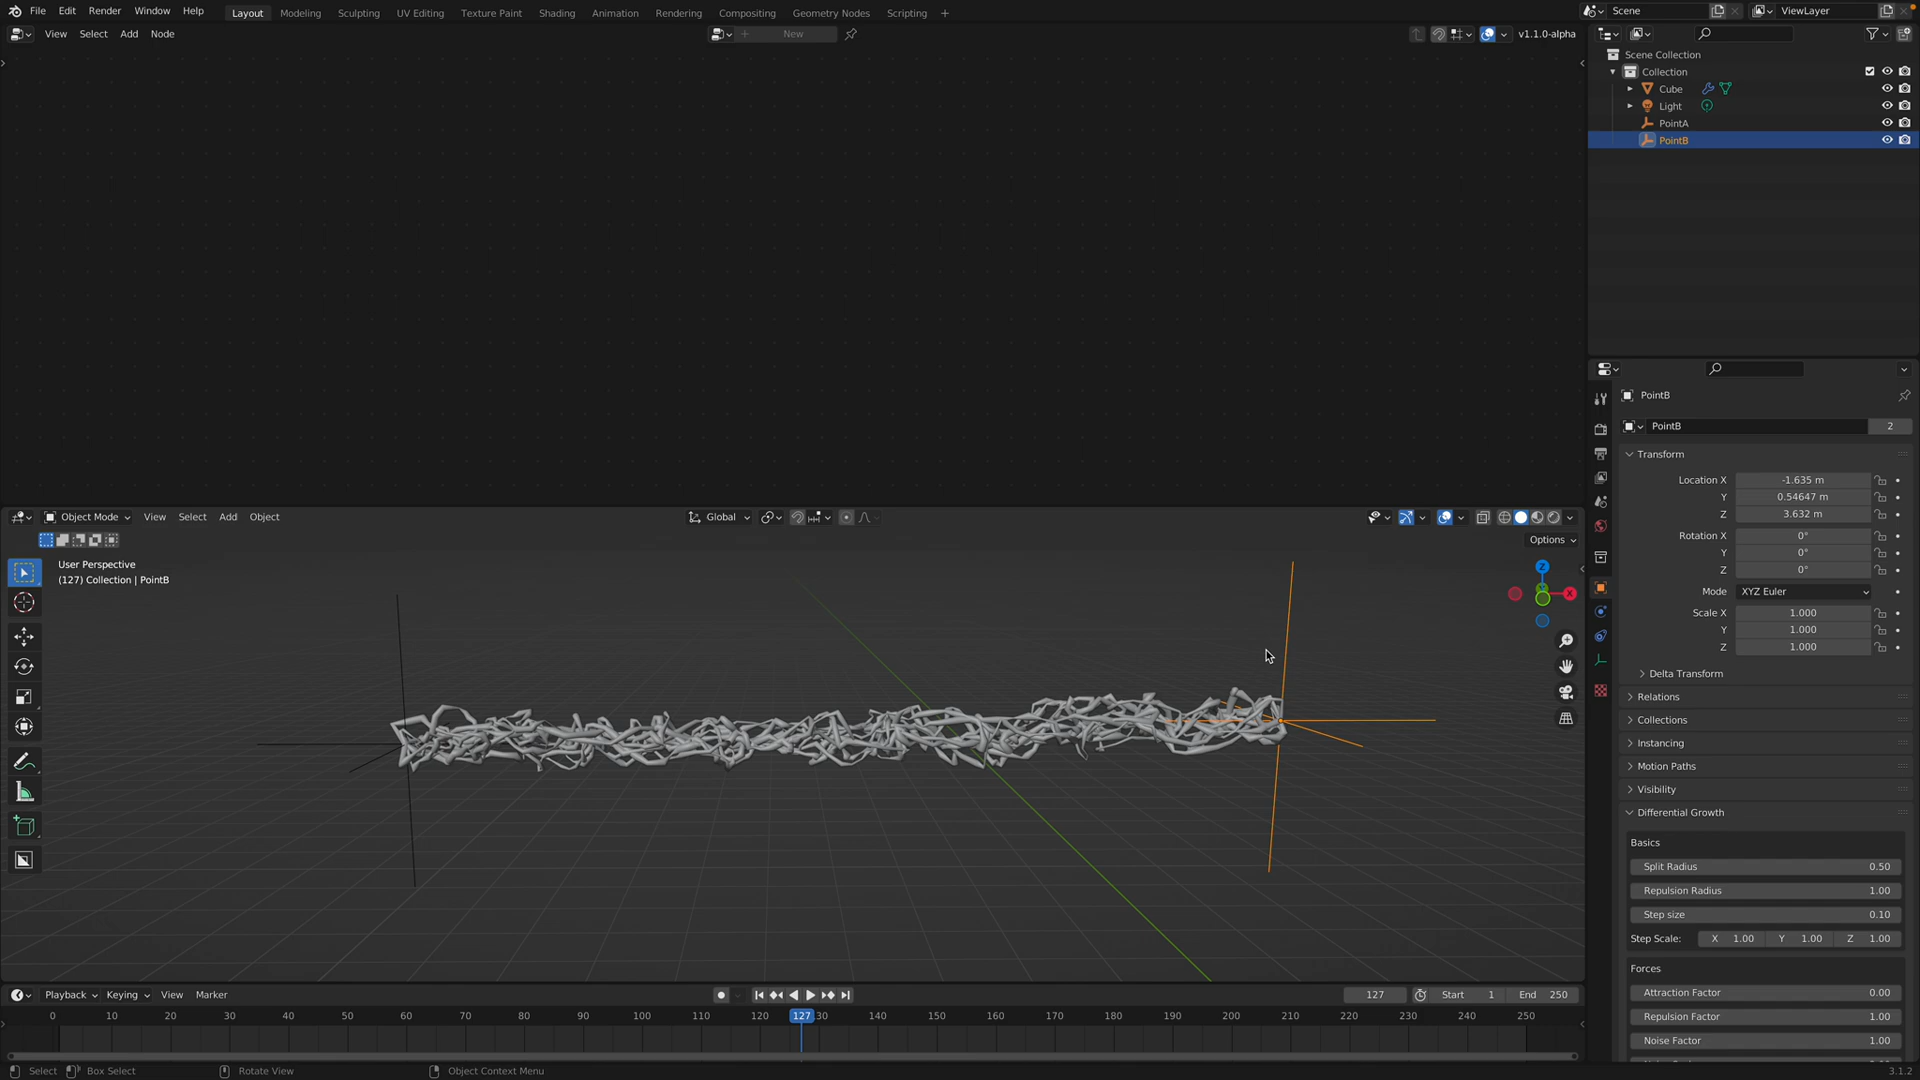 File Edit Render Window Help Layout Modeling Sculpting UV Editing Texture Paint Shading Animation Rendering Compositing Geometry Nodes Scripting + Scene ViewLayer
View Select Add Node New v1.1.0-alpha
Scene Collection
Collection
Cube
Light
PointA
PointB
PointB
PointB 2
Transform
Location X -1.635 m
Y 0.54647 m
Z 3.632 m
Rotation X 0°
Y 0°
Z 0°
Mode XYZ Euler
Scale X 1.000
Y 1.000
Z 1.000
Delta Transform
Relations
Collections
Instancing
Motion Paths
Visibility
Differential Growth
Basics
Split Radius 0.50
Repulsion Radius 1.00
Step size 0.10
Step Scale: X 1.00 Y 1.00 Z 1.00
Forces
Attraction Factor 0.00
Repulsion Factor 1.00
Noise Factor 1.00
Object Mode View Select Add Object Global
Options
User Perspective
(127) Collection | PointB
Z
X
Playback Keying View Marker 127 Start 1 End 250
0 10 20 30 40 50 60 70 80 90 100 110 120 127 30 140 150 160 170 180 190 200 210 220 230 240 250
Select Box Select Rotate View Object Context Menu 3.1.2